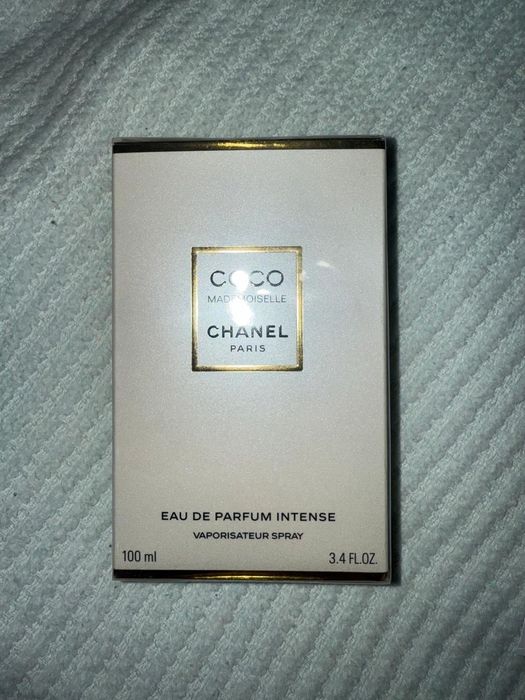 COCO
MADEMOISELLE
CHANEL
PARIS
EAU DE PARFUM INTENSE
VAPORISATEUR SPRAY
100 ml
3.4 FL.OZ.